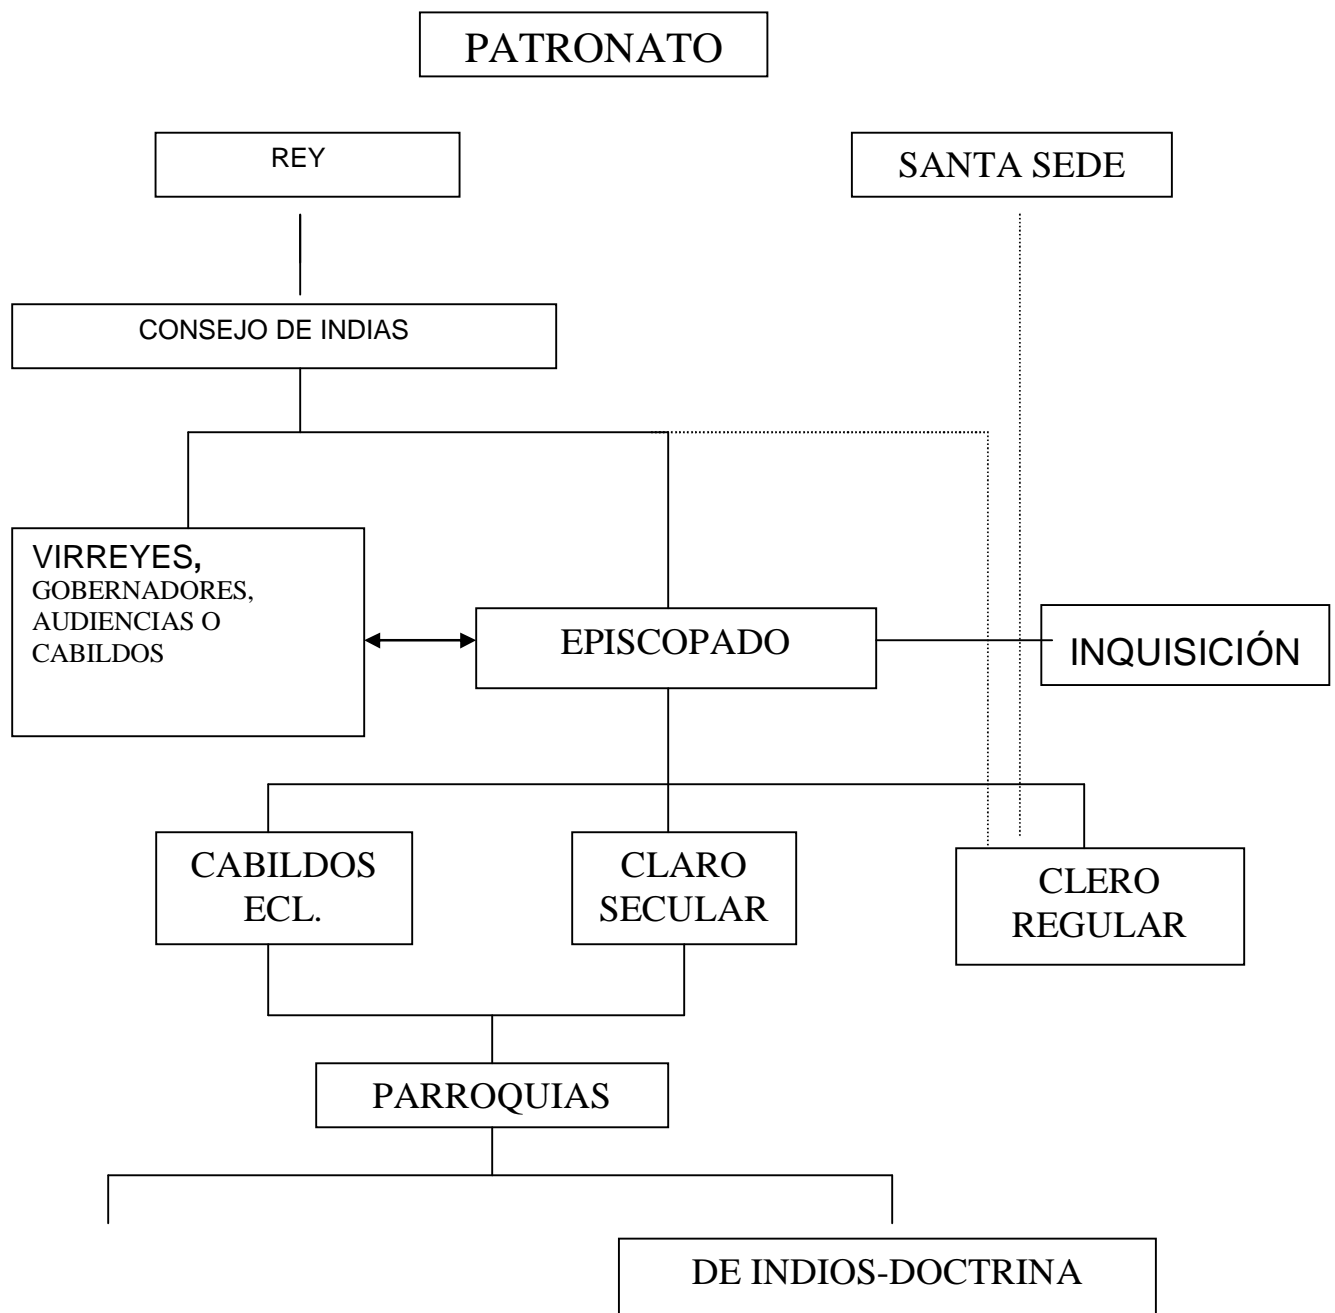 PATRONATO
REY
SANTA SEDE
CONSEJO DE INDIAS
VIRREYES,
GOBERNADORES,
AUDIENCIAS O
CABILDOS
EPISCOPADO
INQUISICIÓN
CABILDOS
ECL.
CLARO
SECULAR
CLERO
REGULAR
PARROQUIAS
DE INDIOS-DOCTRINA